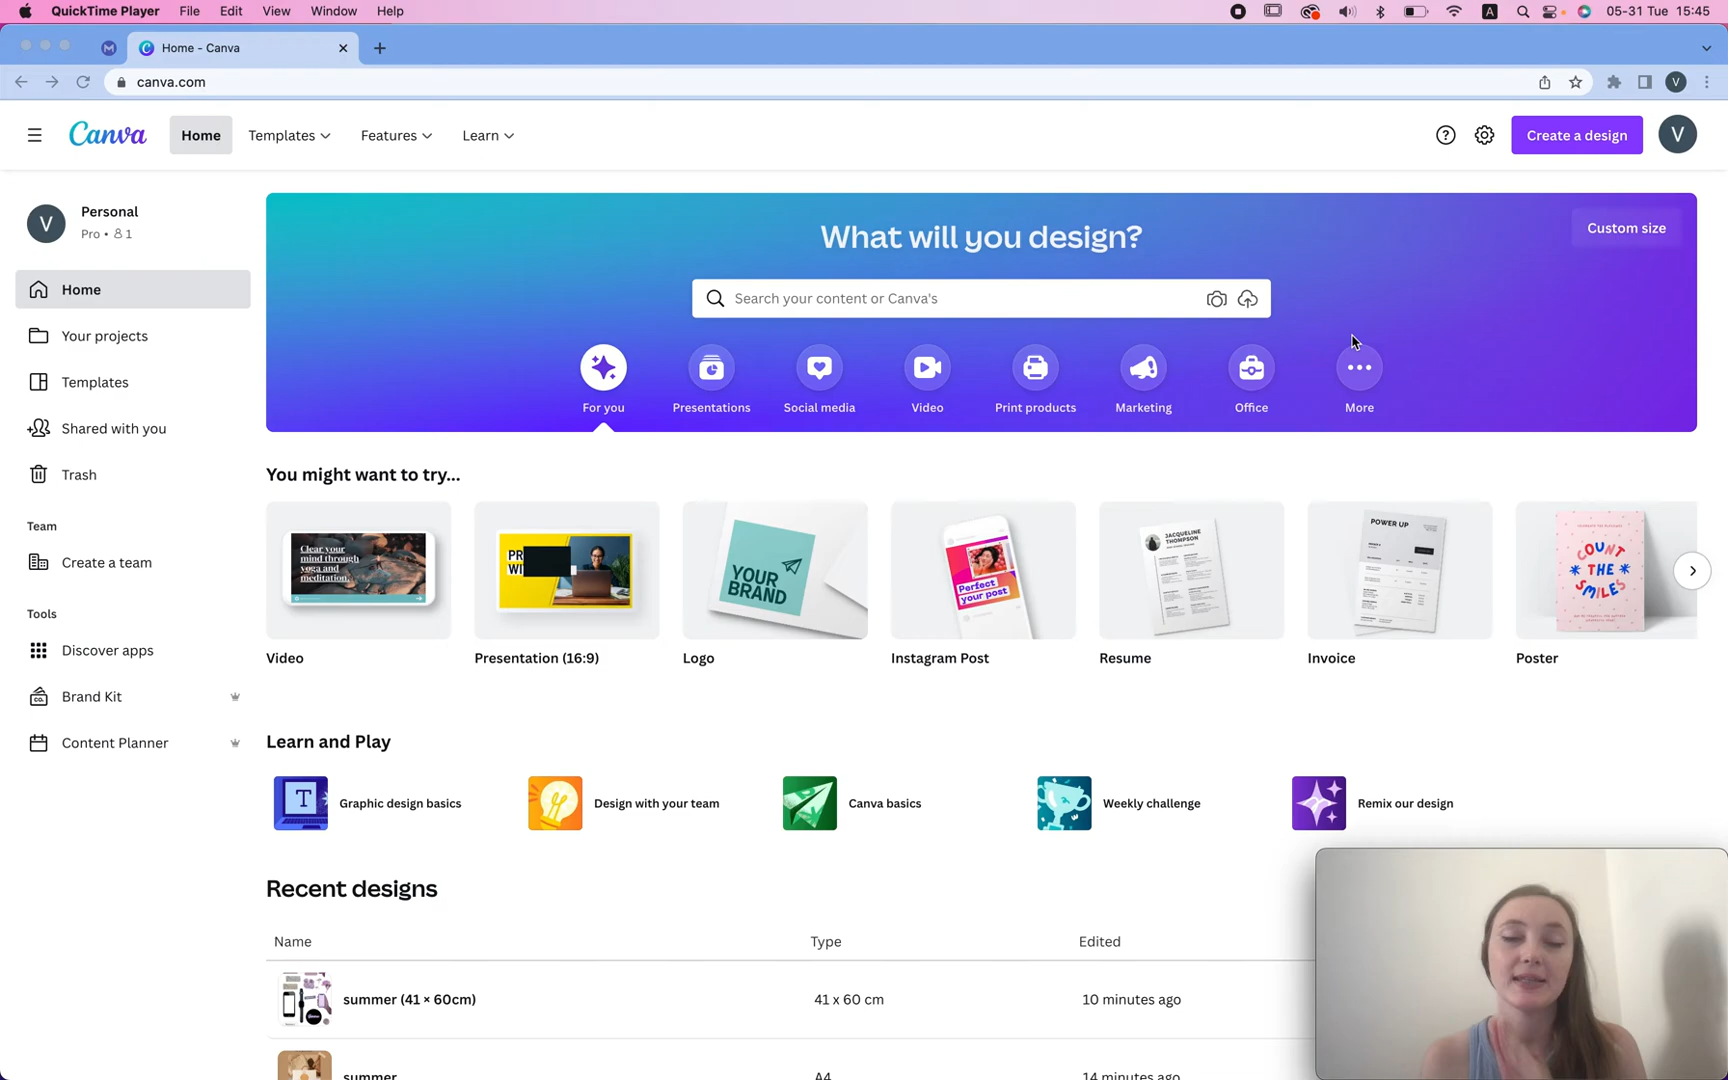 QuickTime Player File Edit View Window Help
A 05-31 Tue 15:45
M Home - Canva
canva.com
V
Canva Home Templates Features Learn
Create a design V
V Personal
Pro • 1
Home
Your projects
Templates
Shared with you
Trash
Team
Create a team
Tools
Discover apps
Brand Kit
Content Planner
What will you design?
Custom size
Search your content or Canva's
For you Presentations Social media Video Print products Marketing Office More
You might want to try...
Clear your
mind through
yoga and
meditation.
YOUR
BRAND
Perfect
your post
JACQUELINE
THOMPSON
POWER UP
COUNT
THE
SMILES
Video Presentation (16:9) Logo Instagram Post Resume Invoice Poster
Learn and Play
T Graphic design basics Design with your team Canva basics Weekly challenge Remix our design
Recent designs
Name Type Edited
summer (41 × 60cm) 41 x 60 cm 10 minutes ago
summer A4 14 minutes ago